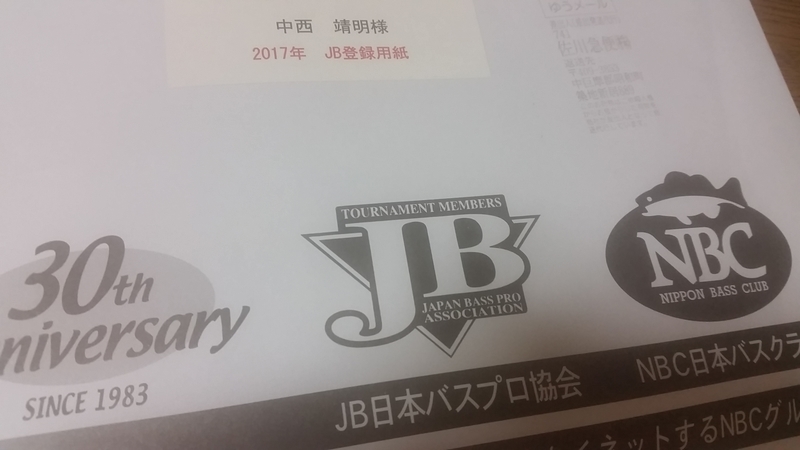 中西　靖明様
2017年　JB登録用紙
ゆうメール
佐川急便㈱
30th
nniversary
SINCE 1983
TOURNAMENT MEMBERS
JB
JAPAN BASS PRO
ASSOCIATION
NBC
NIPPON BASS CLUB
JB日本バスプロ協会
NBC日本バスクラ
イネットするNBCグル